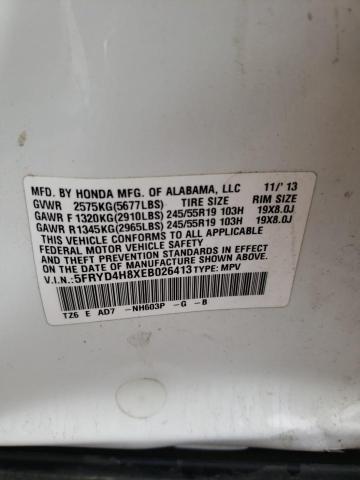 MFD. BY HONDA MFG. OF ALABAMA, LLC 11/'13
GVWR 2575KG(5677LBS) TIRE SIZE RIM SIZE
GAWR F 1320KG(2910LBS) 245/55R19 103H 19X8.0J
GAWR R1345KG(2965LBS) 245/55R19 103H 19X8.0J
THIS VEHICLE CONFORMS TO ALL APPLICABLE
FEDERAL MOTOR VEHICLE SAFETY AND THEFT
PREVENTION STANDARDS IN EFFECT ON THE DATE
OF MANUFACTURE SHOWN ABOVE.
V.I.N.:5FRYD4H8XEB026413 TYPE: MPV
TZ6 E AD7 -NH603P -G -B